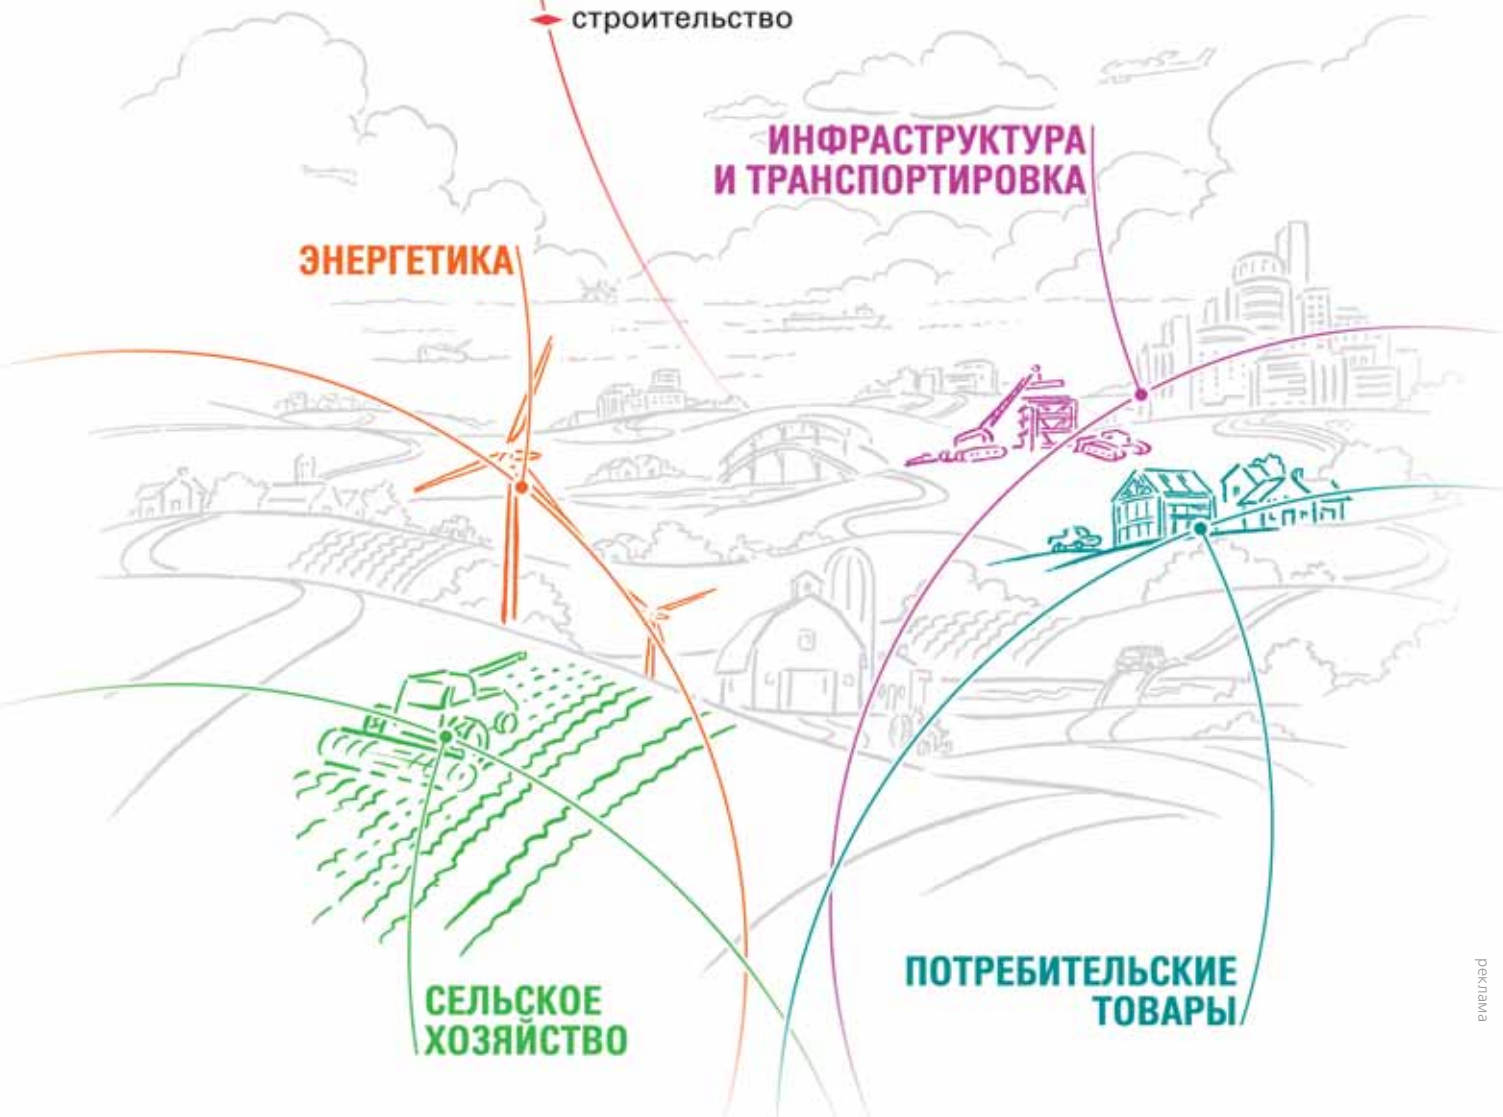 строительство
ИНФРАСТРУКТУРА
И ТРАНСПОРТИРОВКА
ЭНЕРГЕТИКА
ПОТРЕБИТЕЛЬСКИЕ
ТОВАРЫ
СЕЛЬСКОЕ
ХОЗЯЙСТВО
реклама